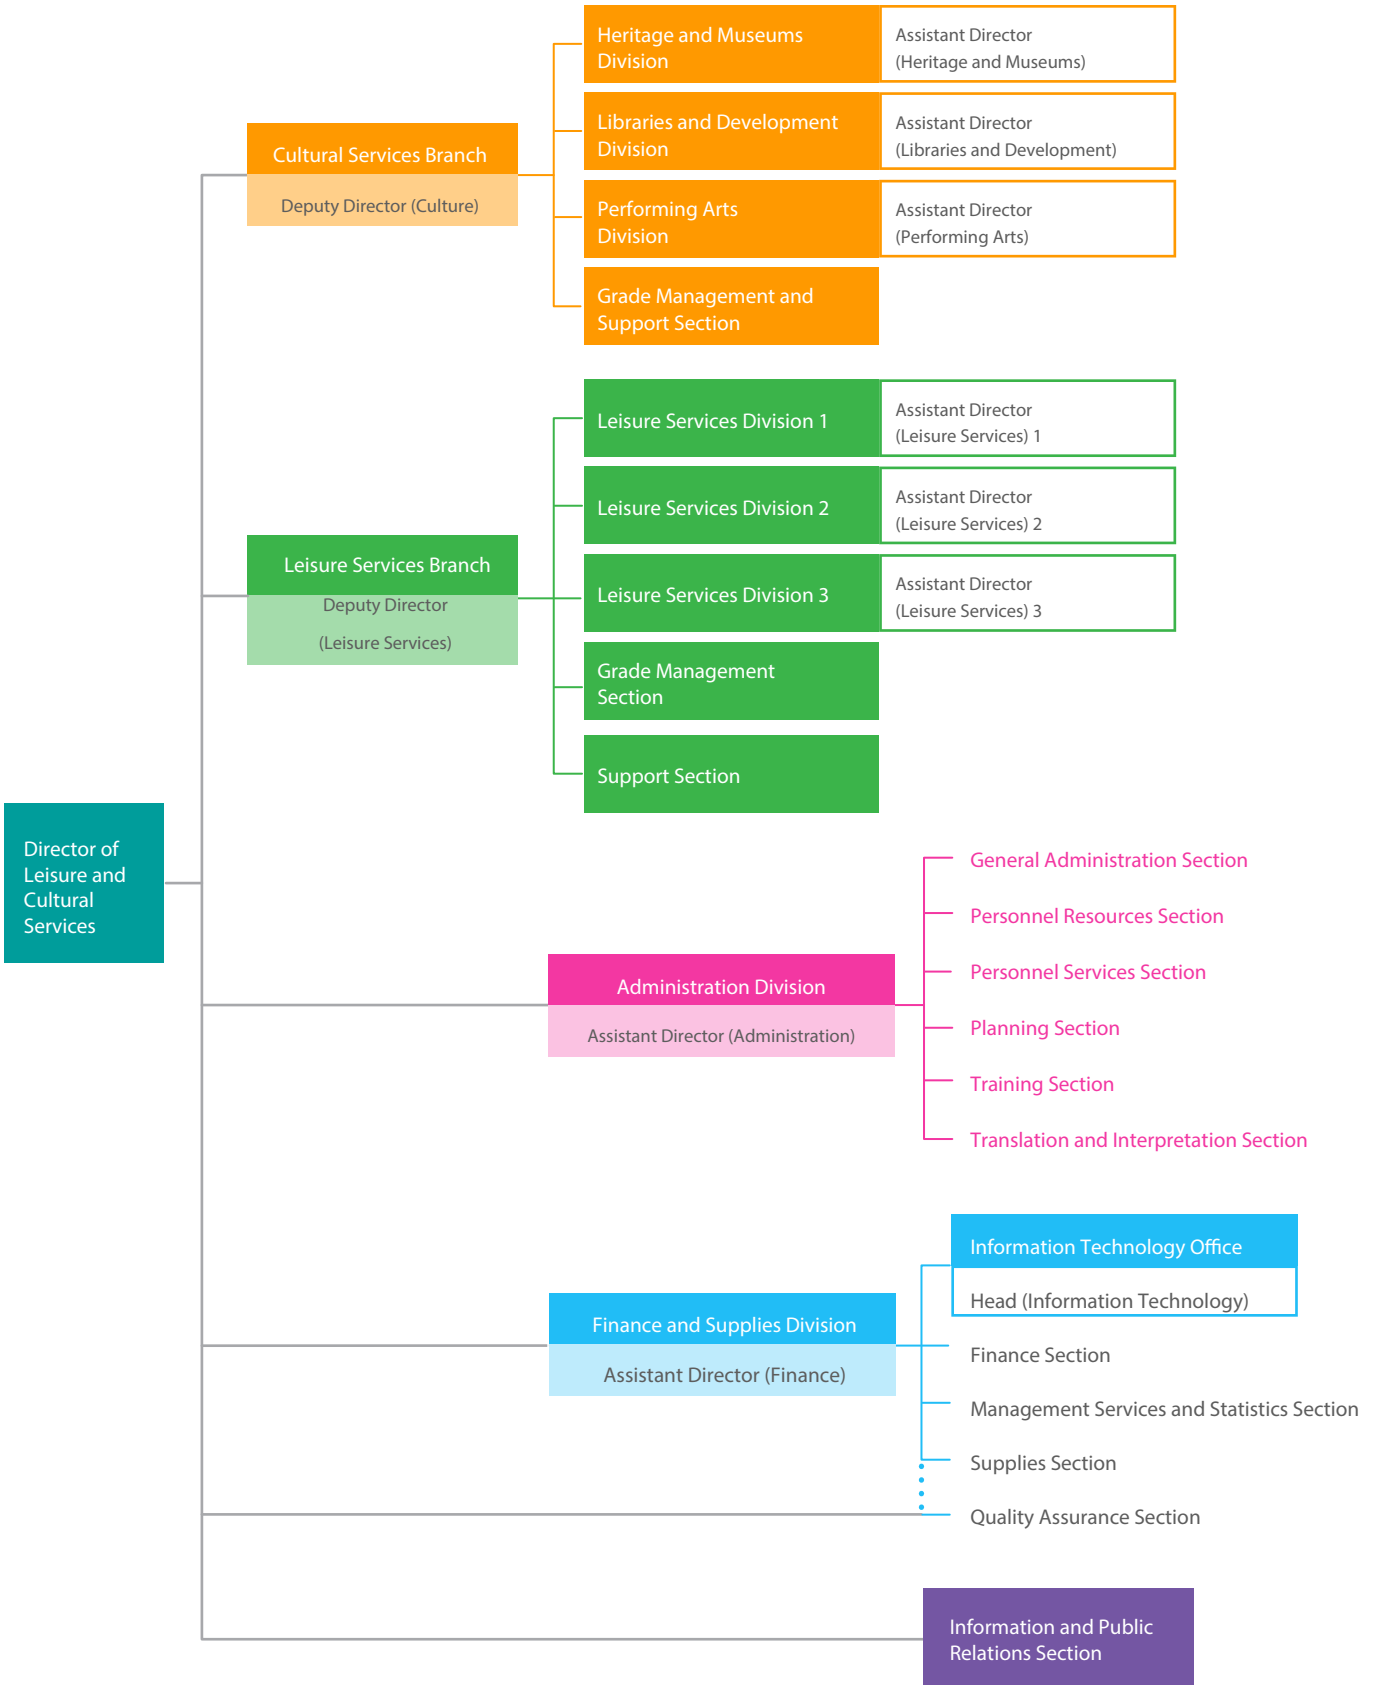 Heritage and Museums
Division
Assistant Director
(Heritage and Museums)
Libraries and Development
Division
Assistant Director
(Libraries and Development)
Cultural Services Branch
Deputy Director (Culture)
Performing Arts
Division
Assistant Director
(Performing Arts)
Grade Management and
Support Section
Leisure Services Division 1
Assistant Director
(Leisure Services) 1
Leisure Services Division 2
Assistant Director
(Leisure Services) 2
Leisure Services Branch
Deputy Director
(Leisure Services)
Leisure Services Division 3
Assistant Director
(Leisure Services) 3
Grade Management
Section
Support Section
Director of
Leisure and
Cultural
Services
General Administration Section
Personnel Resources Section
Personnel Services Section
Administration Division
Assistant Director (Administration)
Planning Section
Training Section
Translation and Interpretation Section
Information Technology Office
Head (Information Technology)
Finance and Supplies Division
Assistant Director (Finance)
Finance Section
Management Services and Statistics Section
Supplies Section
Quality Assurance Section
Information and Public
Relations Section